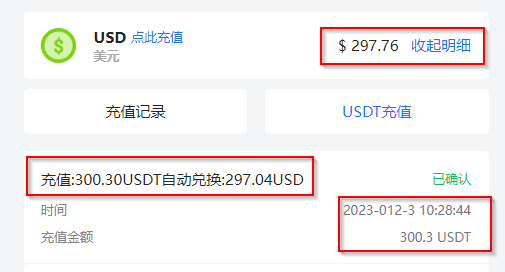 USD 点此充值
美元
$ 297.76 收起明细
充值记录 USDT充值
充值:300.30USDT自动兑换:297.04USD 已确认
时间 2023-012-3 10:28:44
充值金额 300.3 USDT